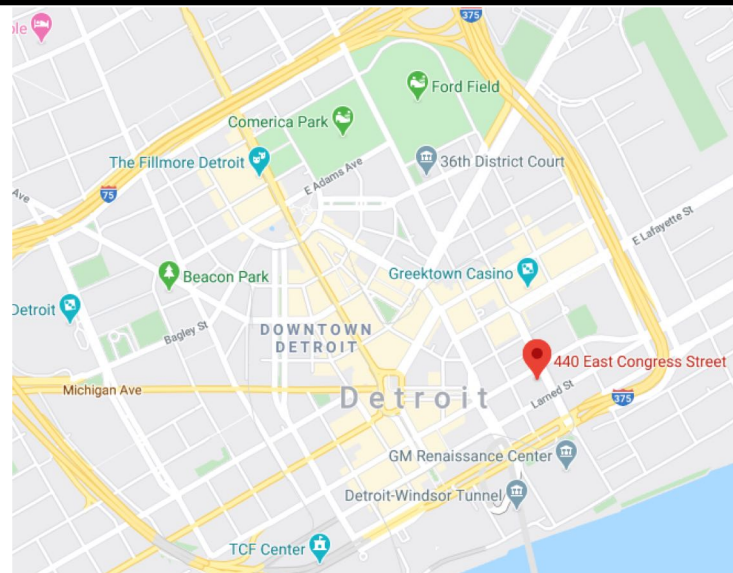 ple
375
Ford Field
Comerica Park
The Fillmore Detroit
36th District Court
E Adams Ave
75
Ave
E Lafayette St
Beacon Park
Greektown Casino
Detroit
Bagley St
DOWNTOWN
DETROIT
440 East Congress Street
Michigan Ave
Detroit
Larned St
375
GM Renaissance Center
Detroit-Windsor Tunnel
TCF Center